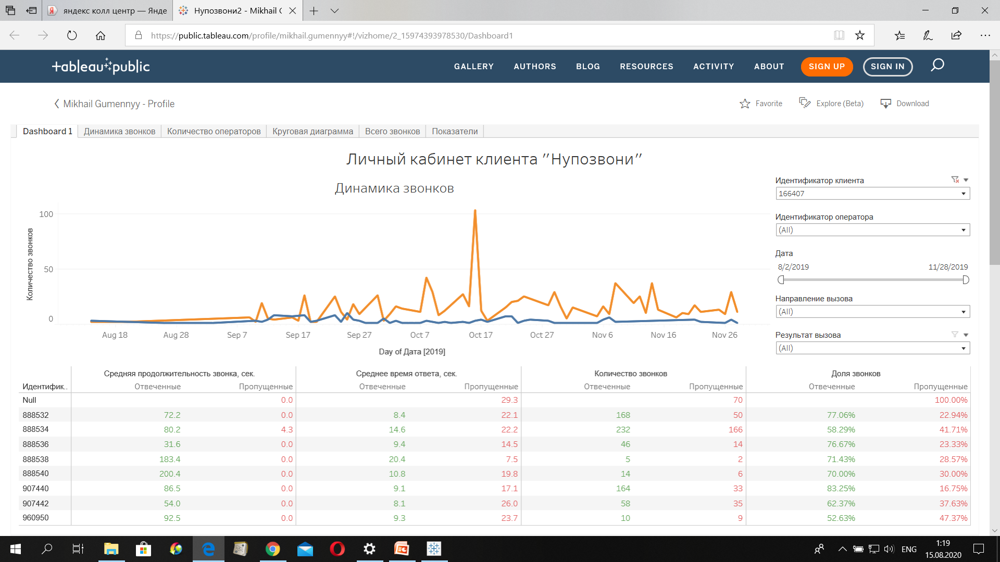 яндекс колл центр — Янде
Нупозвони2 - Mikhail G
https://public.tableau.com/profile/mikhail.gumennyy#!/vizhome/2_15974393978530/Dashboard1
tableau public
GALLERY AUTHORS BLOG RESOURCES ACTIVITY ABOUT SIGN UP SIGN IN
Mikhail Gumennyy - Profile
Favorite Explore (Beta) Download
Dashboard 1 Динамика звонков Количество операторов Круговая диаграмма Всего звонков Показатели
Личный кабинет клиента "Нупозвони"
Динамика звонков
Количество звонков
100
50
0
Aug 18 Aug 28 Sep 7 Sep 17 Sep 27 Oct 7 Oct 17 Oct 27 Nov 6 Nov 16 Nov 26
Day of Дата [2019]
Идентификатор клиента
166407
Идентификатор оператора
(All)
Дата
8/2/2019 11/28/2019
Направление вызова
(All)
Результат вызова
(All)
Средняя продолжительность звонка, сек. Среднее время ответа, сек. Количество звонков Доля звонков
Идентифик.. Отвеченные Пропущенные Отвеченные Пропущенные Отвеченные Пропущенные Отвеченные Пропущенные
Null 0.0 29.3 70 100.00%
888532 72.2 0.0 8.4 22.1 168 50 77.06% 22.94%
888534 80.2 4.3 14.6 22.2 232 166 58.29% 41.71%
888536 31.6 0.0 9.4 14.5 46 14 76.67% 23.33%
888538 183.4 0.0 20.4 7.5 5 2 71.43% 28.57%
888540 200.4 0.0 10.8 19.8 14 6 70.00% 30.00%
907440 86.5 0.0 9.1 17.1 164 33 83.25% 16.75%
907442 54.0 0.0 8.1 26.0 58 35 62.37% 37.63%
960950 92.5 0.0 9.3 23.7 10 9 52.63% 47.37%
ENG
1:19
15.08.2020